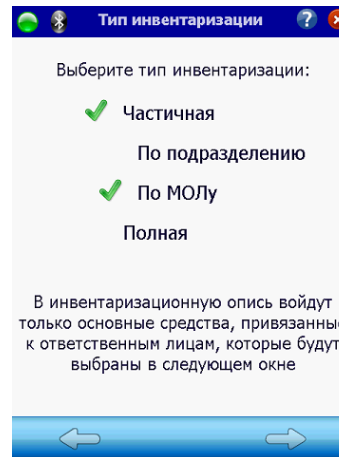 Тип инвентаризации ?
Выберите тип инвентаризации:
Частичная
По подразделению
По МОЛу
Полная
В инвентаризационную опись войдут
только основные средства, привязанные
к ответственным лицам, которые будут
выбраны в следующем окне